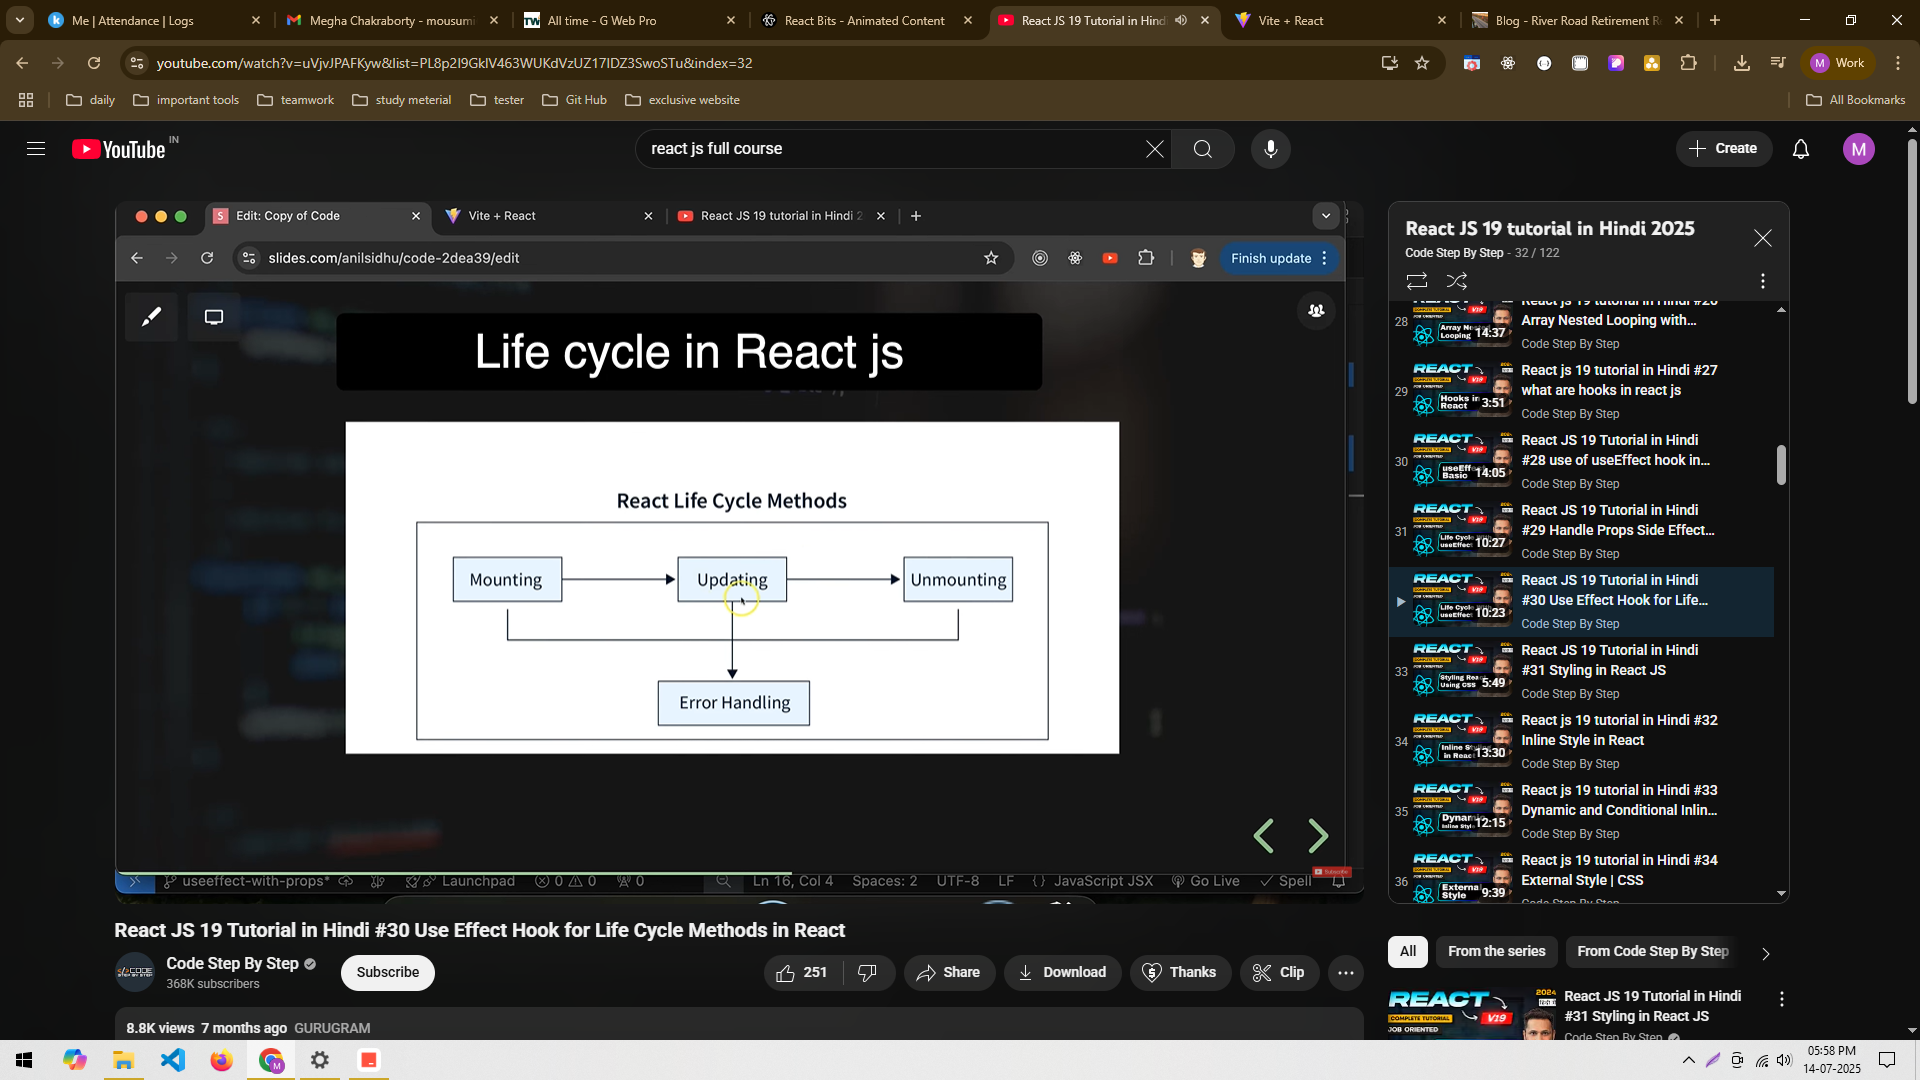 Me | Attendance | Logs
Megha Chakraborty - mousumi
All time - G Web Pro
React Bits - Animated Content
React JS 19 Tutorial in Hindi
Vite + React
Blog - River Road Retirement R
youtube.com/watch?v=uVjvJPAFKyw&list=PL8p2I9GklV463WUKdVzUZ17IDZ3SwoSTu&index=32
M Work
daily
important tools
teamwork
study meterial
tester
Git Hub
exclusive website
All Bookmarks
YouTube IN
react js full course
Create
M
Edit: Copy of Code
Vite + React
React JS 19 tutorial in Hindi 2
slides.com/anilsidhu/code-2dea39/edit
Finish update
Life cycle in React js
React Life Cycle Methods
Mounting
Updating
Unmounting
Error Handling
useeffect-with-props*
Launchpad
0 0
0
Ln 16, Col 4
Spaces: 2
UTF-8
LF
{ } JavaScript JSX
Go Live
Spell
React JS 19 Tutorial in Hindi #30 Use Effect Hook for Life Cycle Methods in React
Code Step By Step
368K subscribers
Subscribe
251
Share
Download
Thanks
Clip
8.8K views 7 months ago GURUGRAM
React JS 19 tutorial in Hindi 2025
Code Step By Step - 32 / 122
28
14:37
React js 19 tutorial in Hindi #26
Array Nested Looping with...
Code Step By Step
29
3:51
React js 19 tutorial in Hindi #27
what are hooks in react js
Code Step By Step
30
14:05
React JS 19 Tutorial in Hindi
#28 use of useEffect hook in...
Code Step By Step
31
10:27
React JS 19 Tutorial in Hindi
#29 Handle Props Side Effect...
Code Step By Step
10:23
React JS 19 Tutorial in Hindi
#30 Use Effect Hook for Life...
Code Step By Step
33
5:49
React JS 19 Tutorial in Hindi
#31 Styling in React JS
Code Step By Step
34
13:30
React js 19 tutorial in Hindi #32
Inline Style in React
Code Step By Step
35
12:15
React js 19 tutorial in Hindi #33
Dynamic and Conditional Inlin...
Code Step By Step
36
9:39
React js 19 tutorial in Hindi #34
External Style | CSS
Code Step By Step
All
From the series
From Code Step By Step
REACT
V19
2024
COMPLETE TUTORIAL
JOB ORIENTED
React JS 19 Tutorial in Hindi
#31 Styling in React JS
Code Step By Step
05:58 PM
14-07-2025